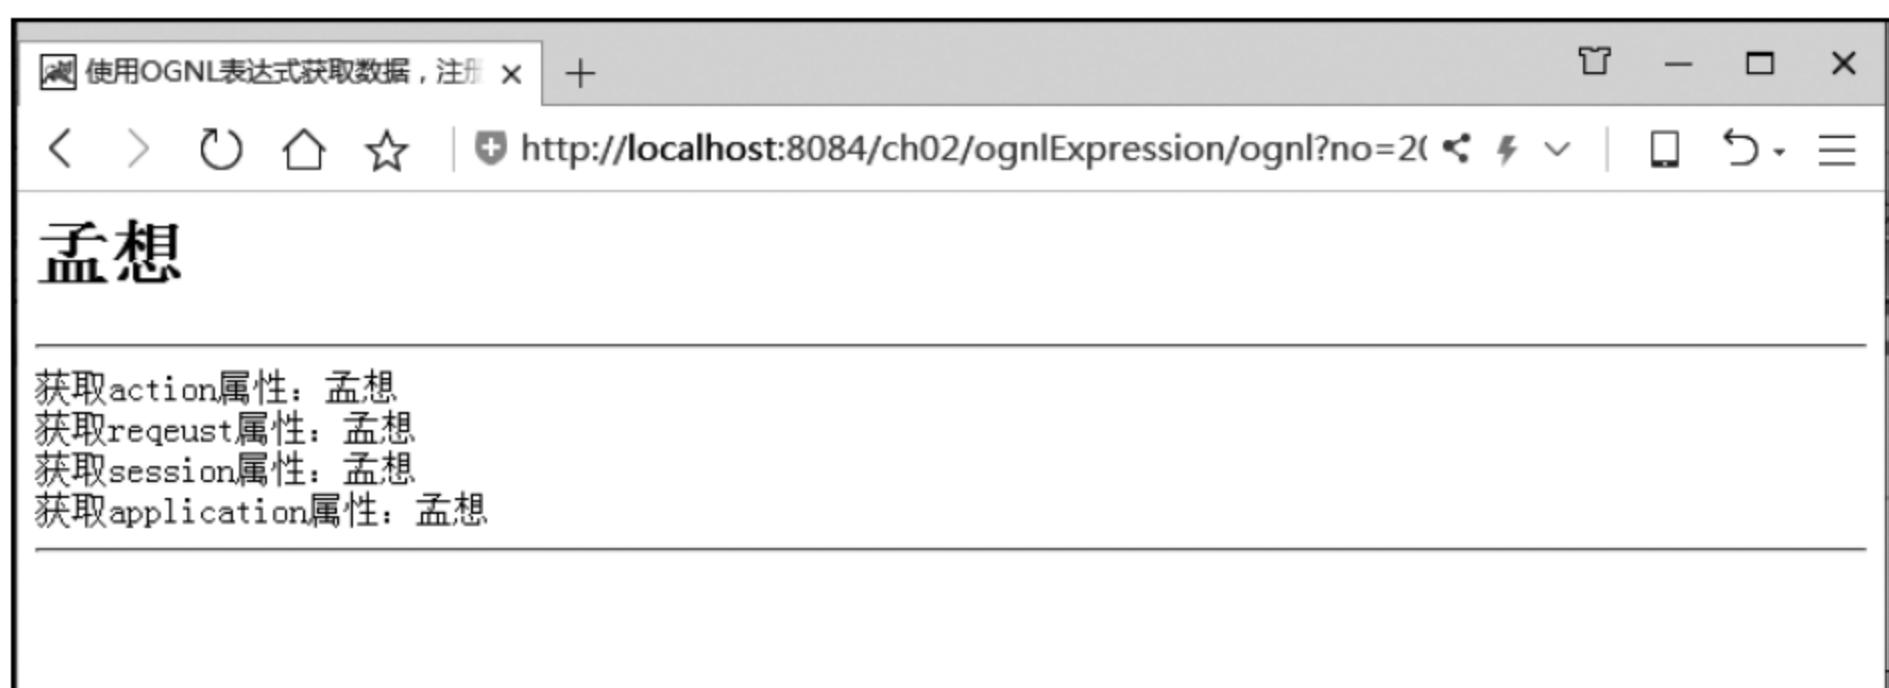 使用OGNL表达式获取数据，注册
http://localhost:8084/ch02/ognlExpression/ognl?no=20
孟想
获取action属性：孟想
获取reqeust属性：孟想
获取session属性：孟想
获取application属性：孟想